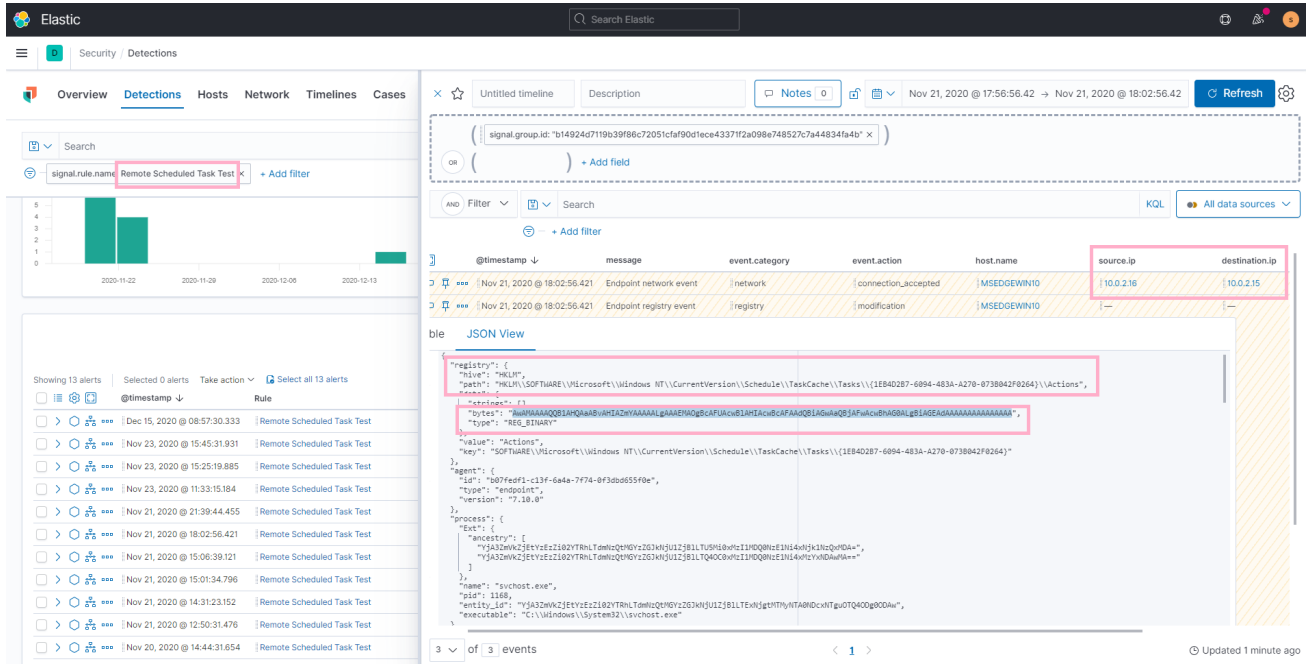 Elastic
Search Elastic
s
D
Security / Detections
Overview Detections Hosts Network Timelines Cases
Search
signal.rule.name Remote Scheduled Task Test ×
+ Add filter
5
4
3
2
1
0
2020-11-22 2020-11-29 2020-12-06 2020-12-13
Showing 13 alerts Selected 0 alerts Take action Select all 13 alerts
@timestamp Rule
Dec 15, 2020 @ 08:57:30.333 Remote Scheduled Task Test
Nov 23, 2020 @ 15:45:31.931 Remote Scheduled Task Test
Nov 23, 2020 @ 15:25:19.885 Remote Scheduled Task Test
Nov 23, 2020 @ 11:33:15.184 Remote Scheduled Task Test
Nov 21, 2020 @ 21:39:44.455 Remote Scheduled Task Test
Nov 21, 2020 @ 18:02:56.421 Remote Scheduled Task Test
Nov 21, 2020 @ 15:06:39.121 Remote Scheduled Task Test
Nov 21, 2020 @ 15:01:34.796 Remote Scheduled Task Test
Nov 21, 2020 @ 14:31:23.152 Remote Scheduled Task Test
Nov 21, 2020 @ 12:50:31.476 Remote Scheduled Task Test
Nov 20, 2020 @ 14:44:31.654 Remote Scheduled Task Test
Untitled timeline Description Notes 0 Nov 21, 2020 @ 17:56:56.42 → Nov 21, 2020 @ 18:02:56.42 Refresh
( signal.group.id: "b14924d7119b39f86c72051cfaf90d1ece43371f2a098e748527c7a44834fa4b" × )
OR ( ) + Add field
AND Filter Search KQL All data sources
+ Add filter
@timestamp message event.category event.action host.name source.ip destination.ip
Nov 21, 2020 @ 18:02:56.421 Endpoint network event network connection_accepted MSEDGEWIN10 10.0.2.16 10.0.2.15
Nov 21, 2020 @ 18:02:56.421 Endpoint registry event registry modification MSEDGEWIN10 — —
ble JSON View
{
"registry": {
"hive": "HKLM",
"path": "HKLM\\SOFTWARE\\Microsoft\\Windows NT\\CurrentVersion\\Schedule\\TaskCache\\Tasks\\{1EB4D2B7-6094-483A-A270-073B042F0264}\\Actions",
"strings": [],
"bytes":
"type": "REG_BINARY"
},
"value": "Actions",
"key": "SOFTWARE\\Microsoft\\Windows NT\\CurrentVersion\\Schedule\\TaskCache\\Tasks\\{1EB4D2B7-6094-483A-A270-073B042F0264}"
},
"agent": {
"id": "b07fedf1-c13f-6a4a-7f74-0f3dbd655f0e",
"type": "endpoint",
"version": "7.10.0"
},
"process": {
"Ext": {
"ancestry": [
]
},
"name": "svchost.exe",
"pid": 1168,
"entity_id":
"executable": "C:\\Windows\\System32\\svchost.exe"
3 of 3 events
1
Updated 1 minute ago